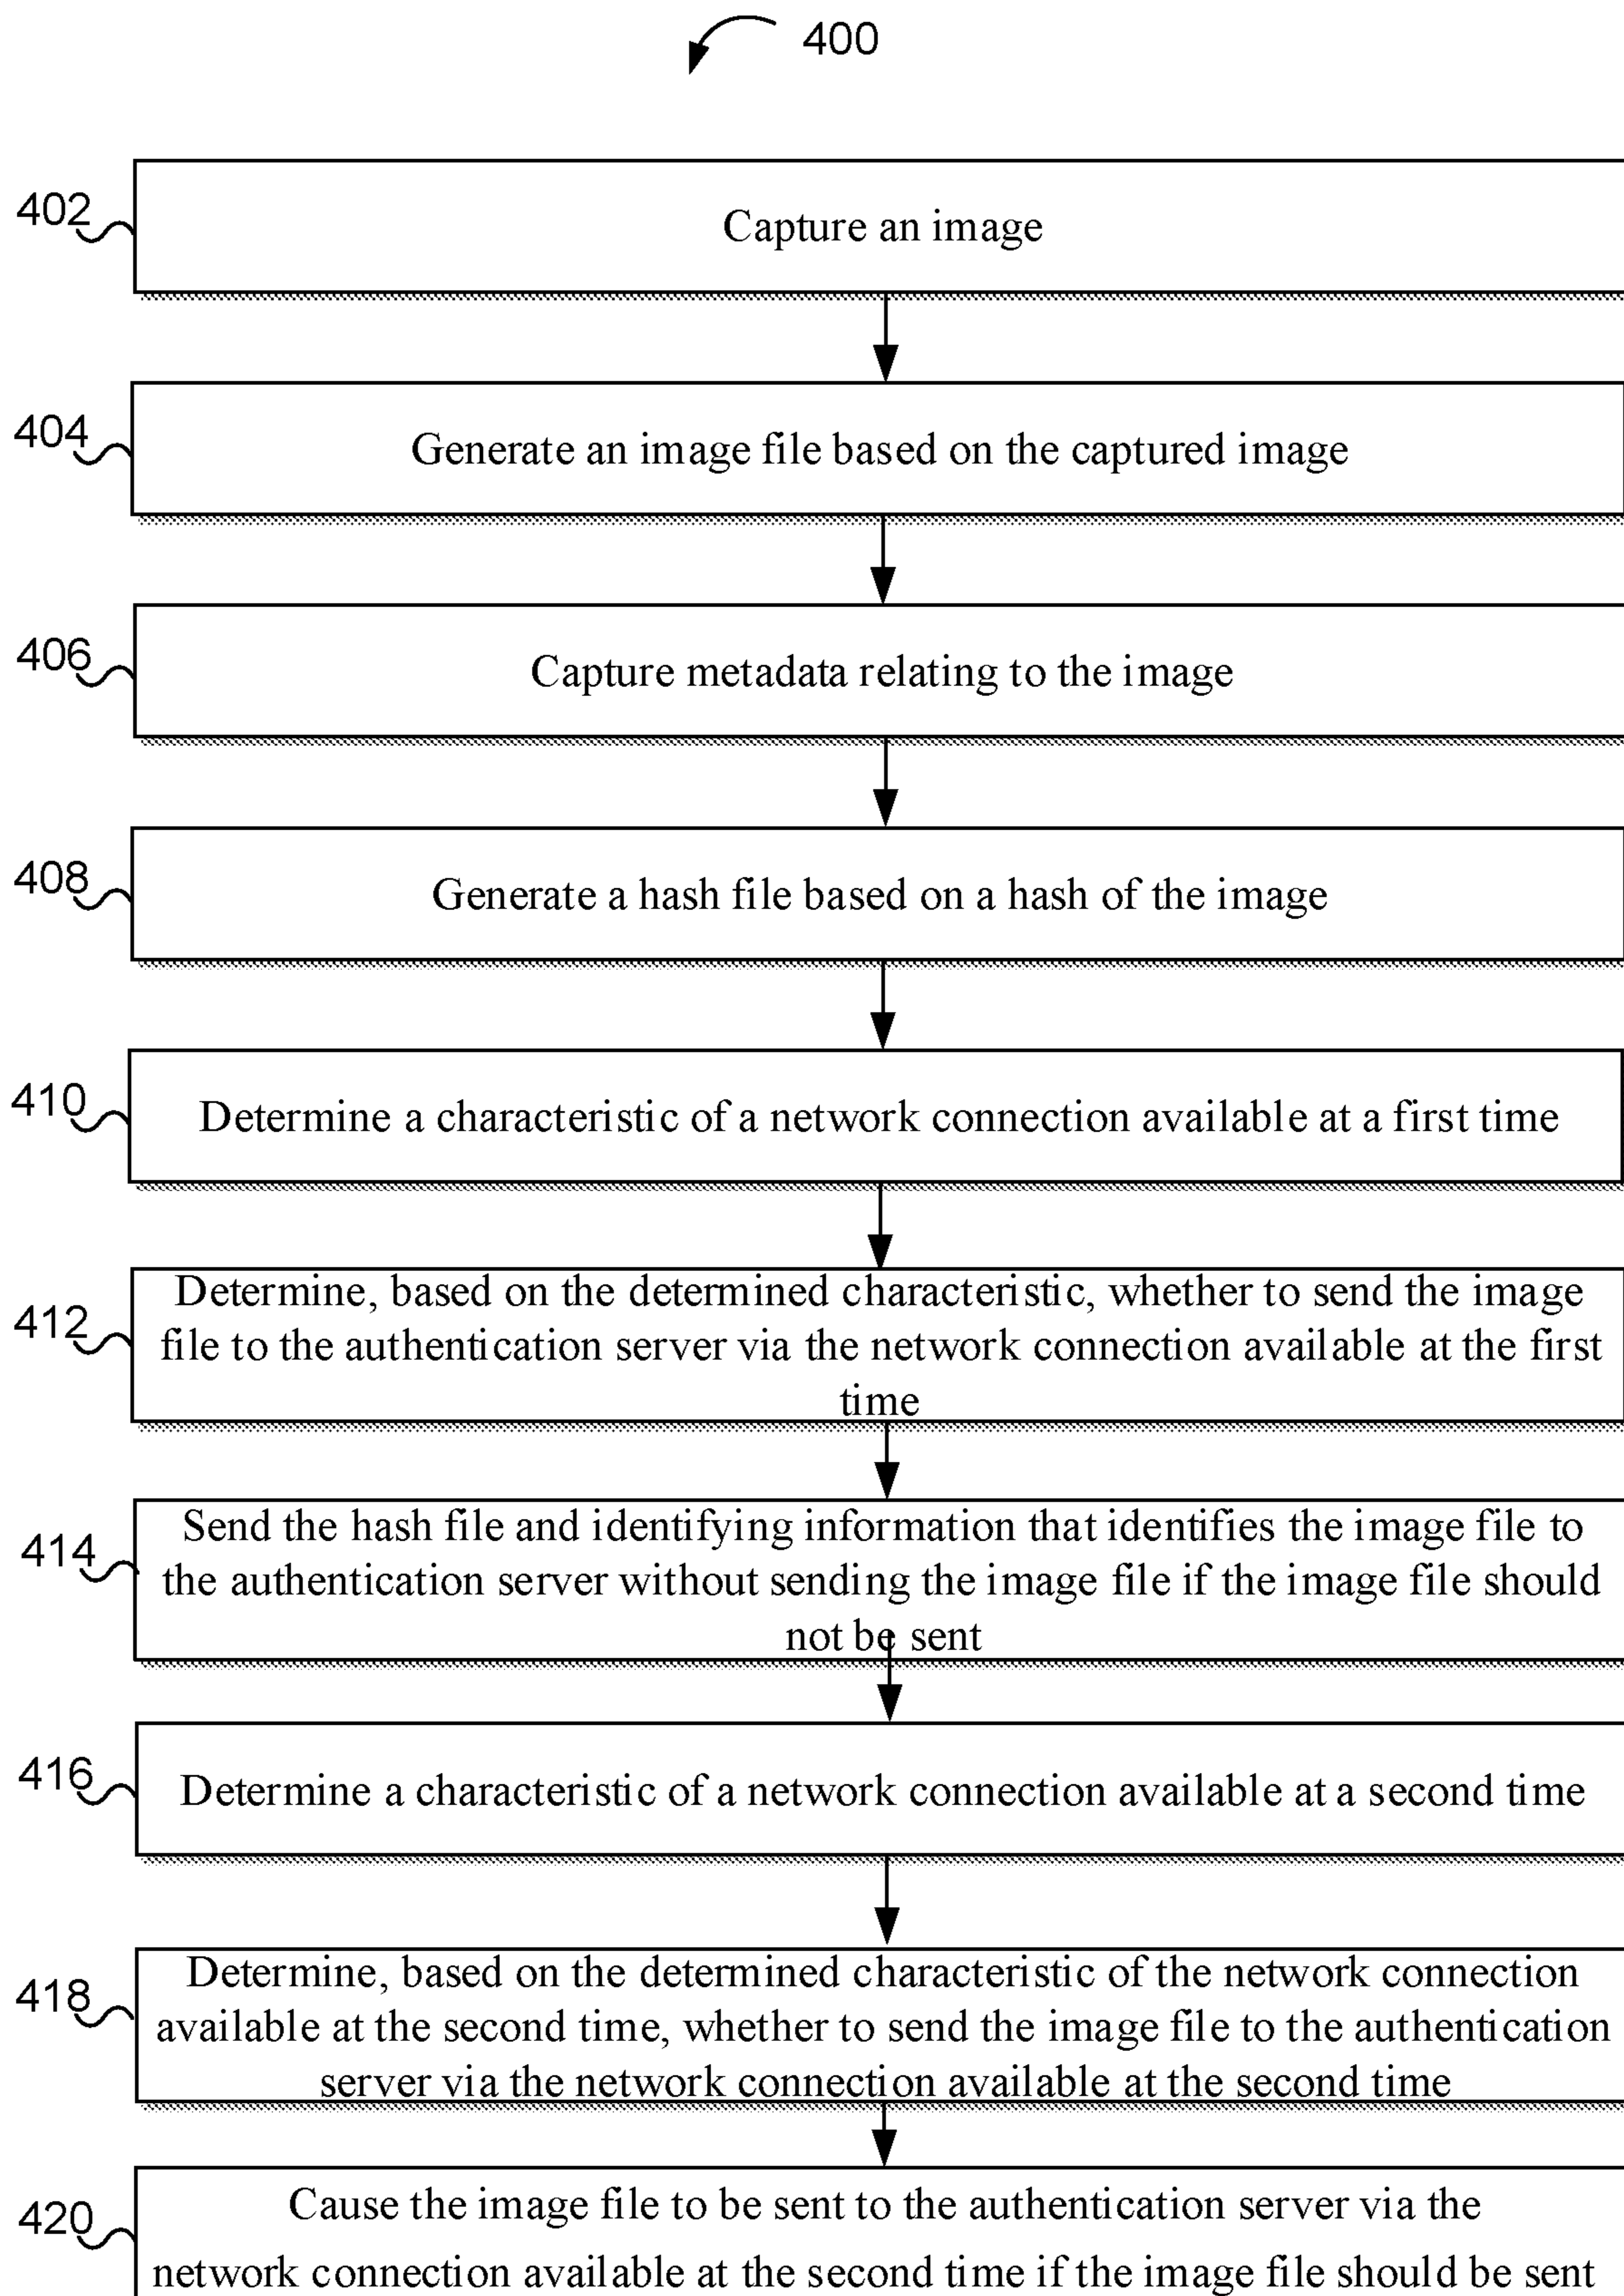 400
402
Capture an image
404
Generate an image file based on the captured image
406
Capture metadata relating to the image
408
Generate a hash file based on a hash of the image
410
Determine a characteristic of a network connection available at a first time
412
Determine, based on the determined characteristic, whether to send the image
file to the authentication server via the network connection available at the first
time
414
Send the hash file and identifying information that identifies the image file to
the authentication server without sending the image file if the image file should
not be sent
416
Determine a characteristic of a network connection available at a second time
418
Determine, based on the determined characteristic of the network connection
available at the second time, whether to send the image file to the authentication
server via the network connection available at the second time
420
Cause the image file to be sent to the authentication server via the
network connection available at the second time if the image file should be sent